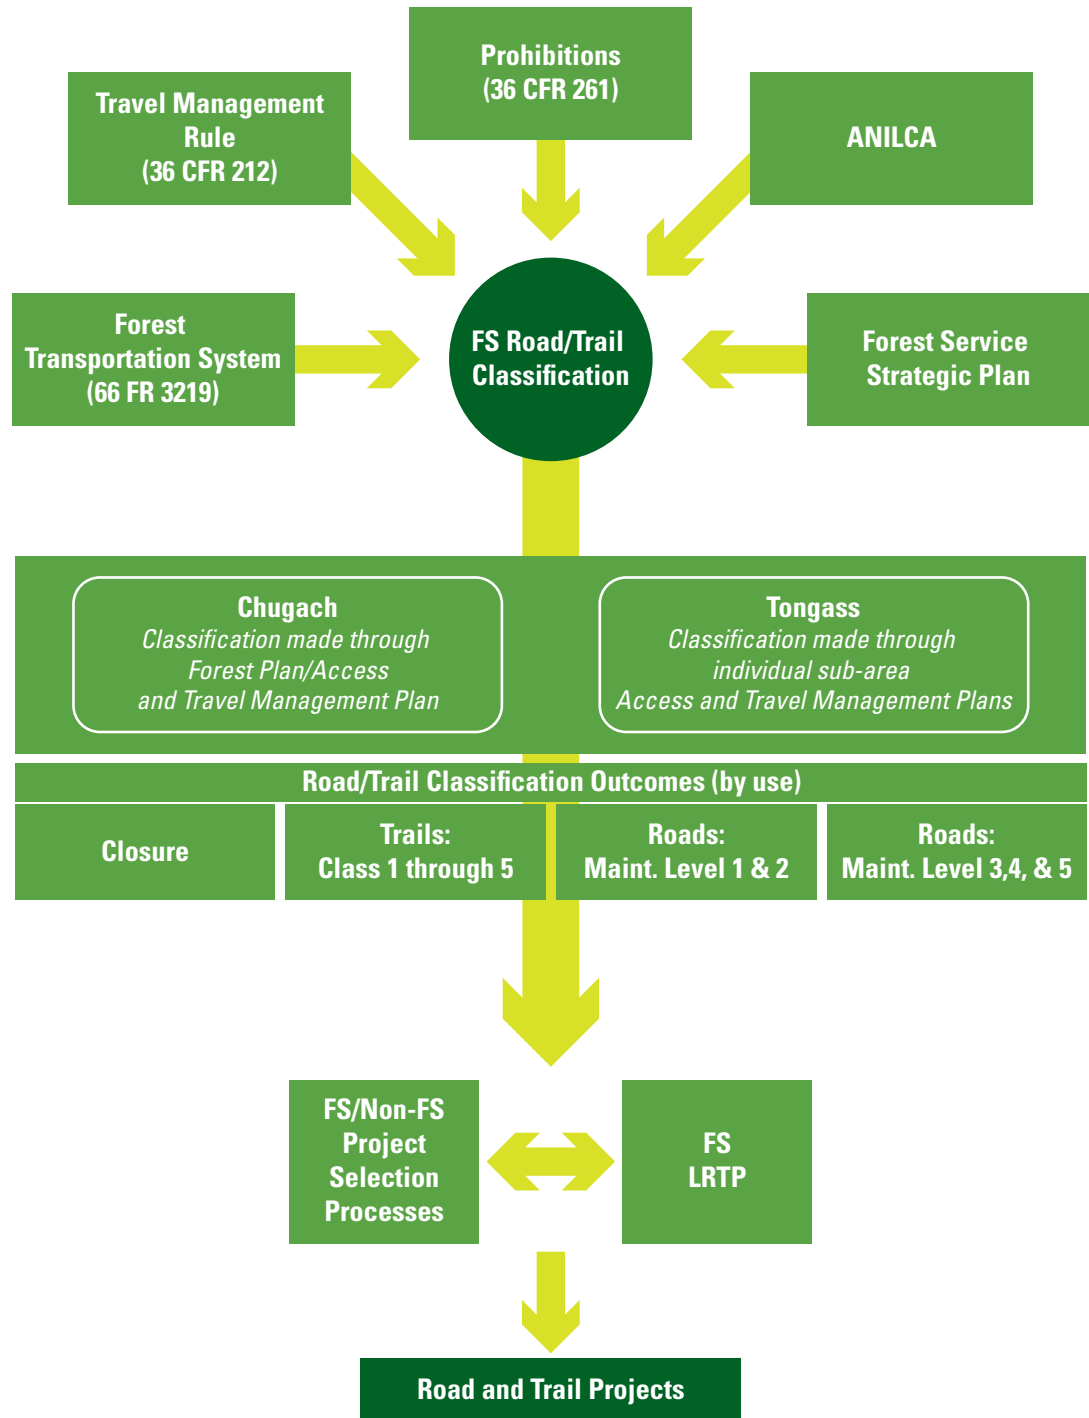 Prohibitions
(36 CFR 261)
Travel Management
Rule
(36 CFR 212)
ANILCA
Forest
Transportation System
(66 FR 3219)
FS Road/Trail
Classification
Forest Service
Strategic Plan
Chugach
Classification made through
Forest Plan/Access
and Travel Management Plan
Tongass
Classification made through
individual sub-area
Access and Travel Management Plans
Road/Trail Classification Outcomes (by use)
Closure
Trails:
Class 1 through 5
Roads:
Maint. Level 1 & 2
Roads:
Maint. Level 3,4, & 5
FS/Non-FS
Project
Selection
Processes
FS
LRTP
Road and Trail Projects